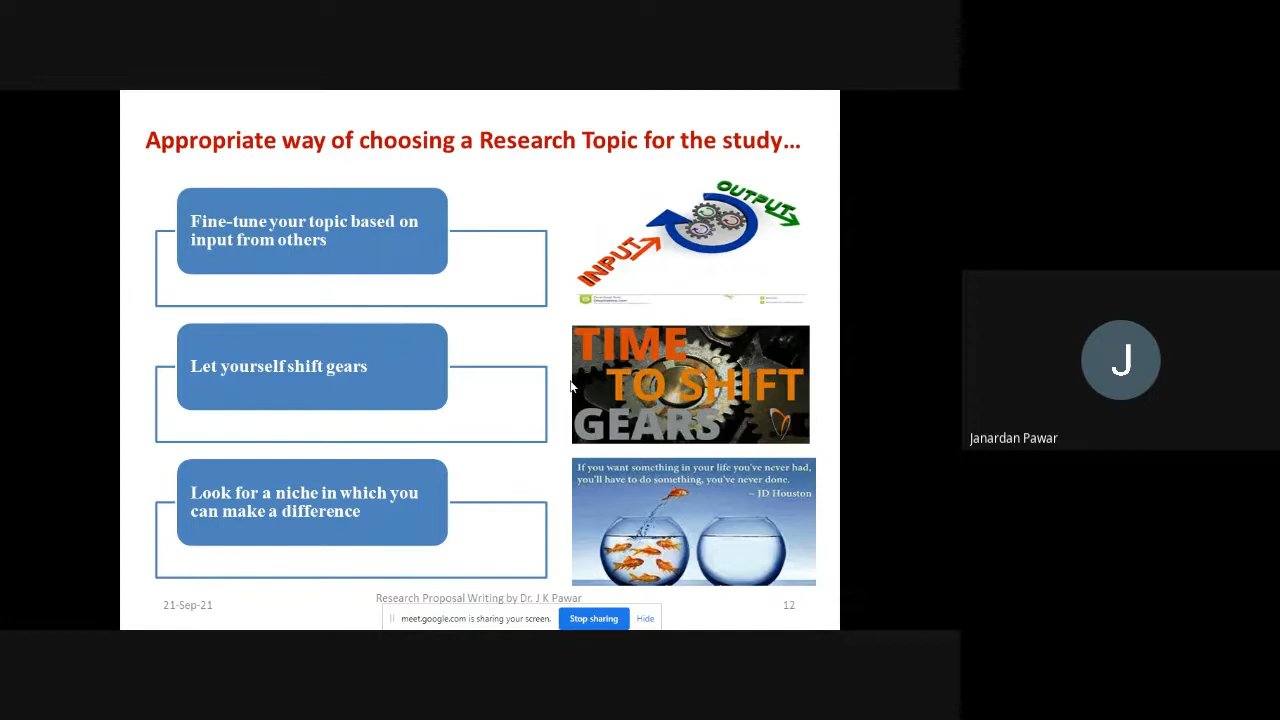 Appropriate way of choosing a Research Topic for the study…
Fine-tune your topic based on
input from others
INPUT
OUTPUT
Let yourself shift gears
TIME
TO SHIFT
GEARS
Look for a niche in which you
can make a difference
If you want something in your life you've never had,
you'll have to do something, you've never done.
~ JD Houston
21-Sep-21
Research Proposal Writing by Dr. J K Pawar
12
meet.google.com is sharing your screen.
Stop sharing
Hide
J
Janardan Pawar